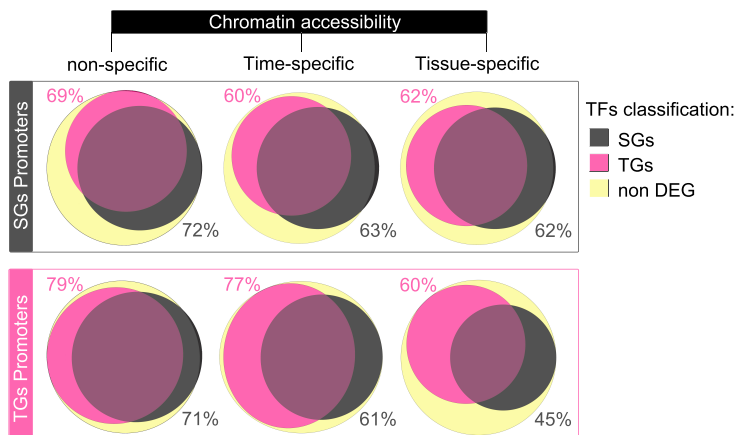 Chromatin accessibility
non-specific
Time-specific
Tissue-specific
SGs Promoters
69%
72%
60%
63%
62%
62%
TFs classification:
SGs
TGs
non DEG
TGs Promoters
79%
71%
77%
61%
60%
45%